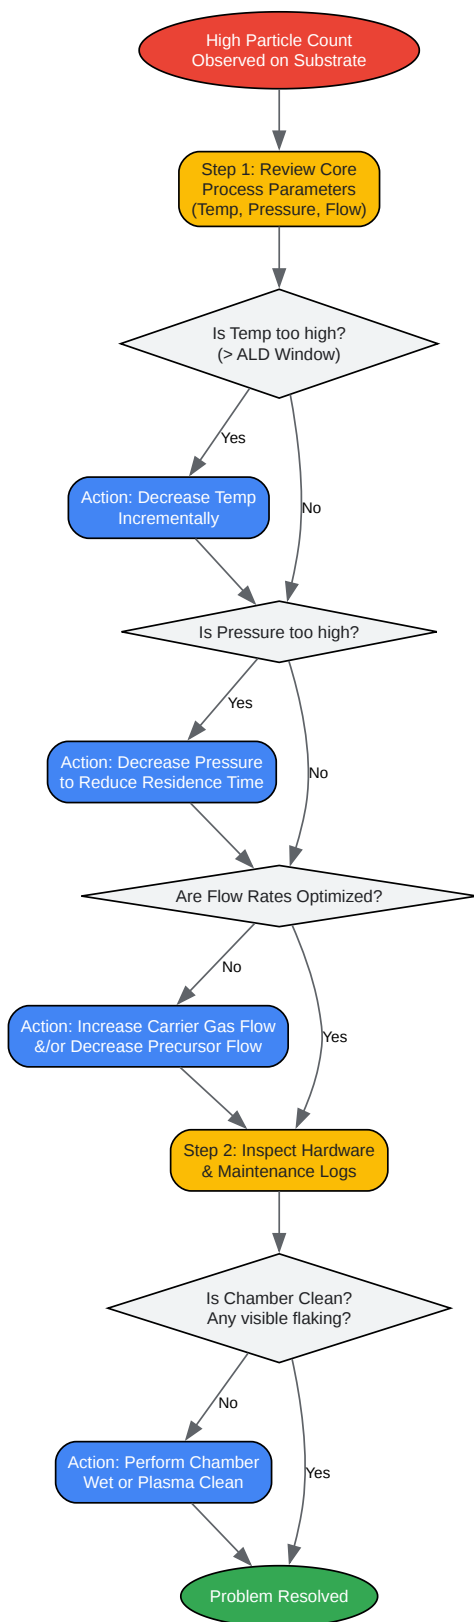 High Particle Count
Observed on Substrate
Step 1: Review Core
Process Parameters
(Temp, Pressure, Flow)
Is Temp too high?
(> ALD Window)
Yes
Action: Decrease Temp
Incrementally
No
Is Pressure too high?
Yes
Action: Decrease Pressure
to Reduce Residence Time
No
Are Flow Rates Optimized?
No
Action: Increase Carrier Gas Flow
&/or Decrease Precursor Flow
Yes
Step 2: Inspect Hardware
& Maintenance Logs
Is Chamber Clean?
Any visible flaking?
No
Action: Perform Chamber
Wet or Plasma Clean
Yes
Problem Resolved